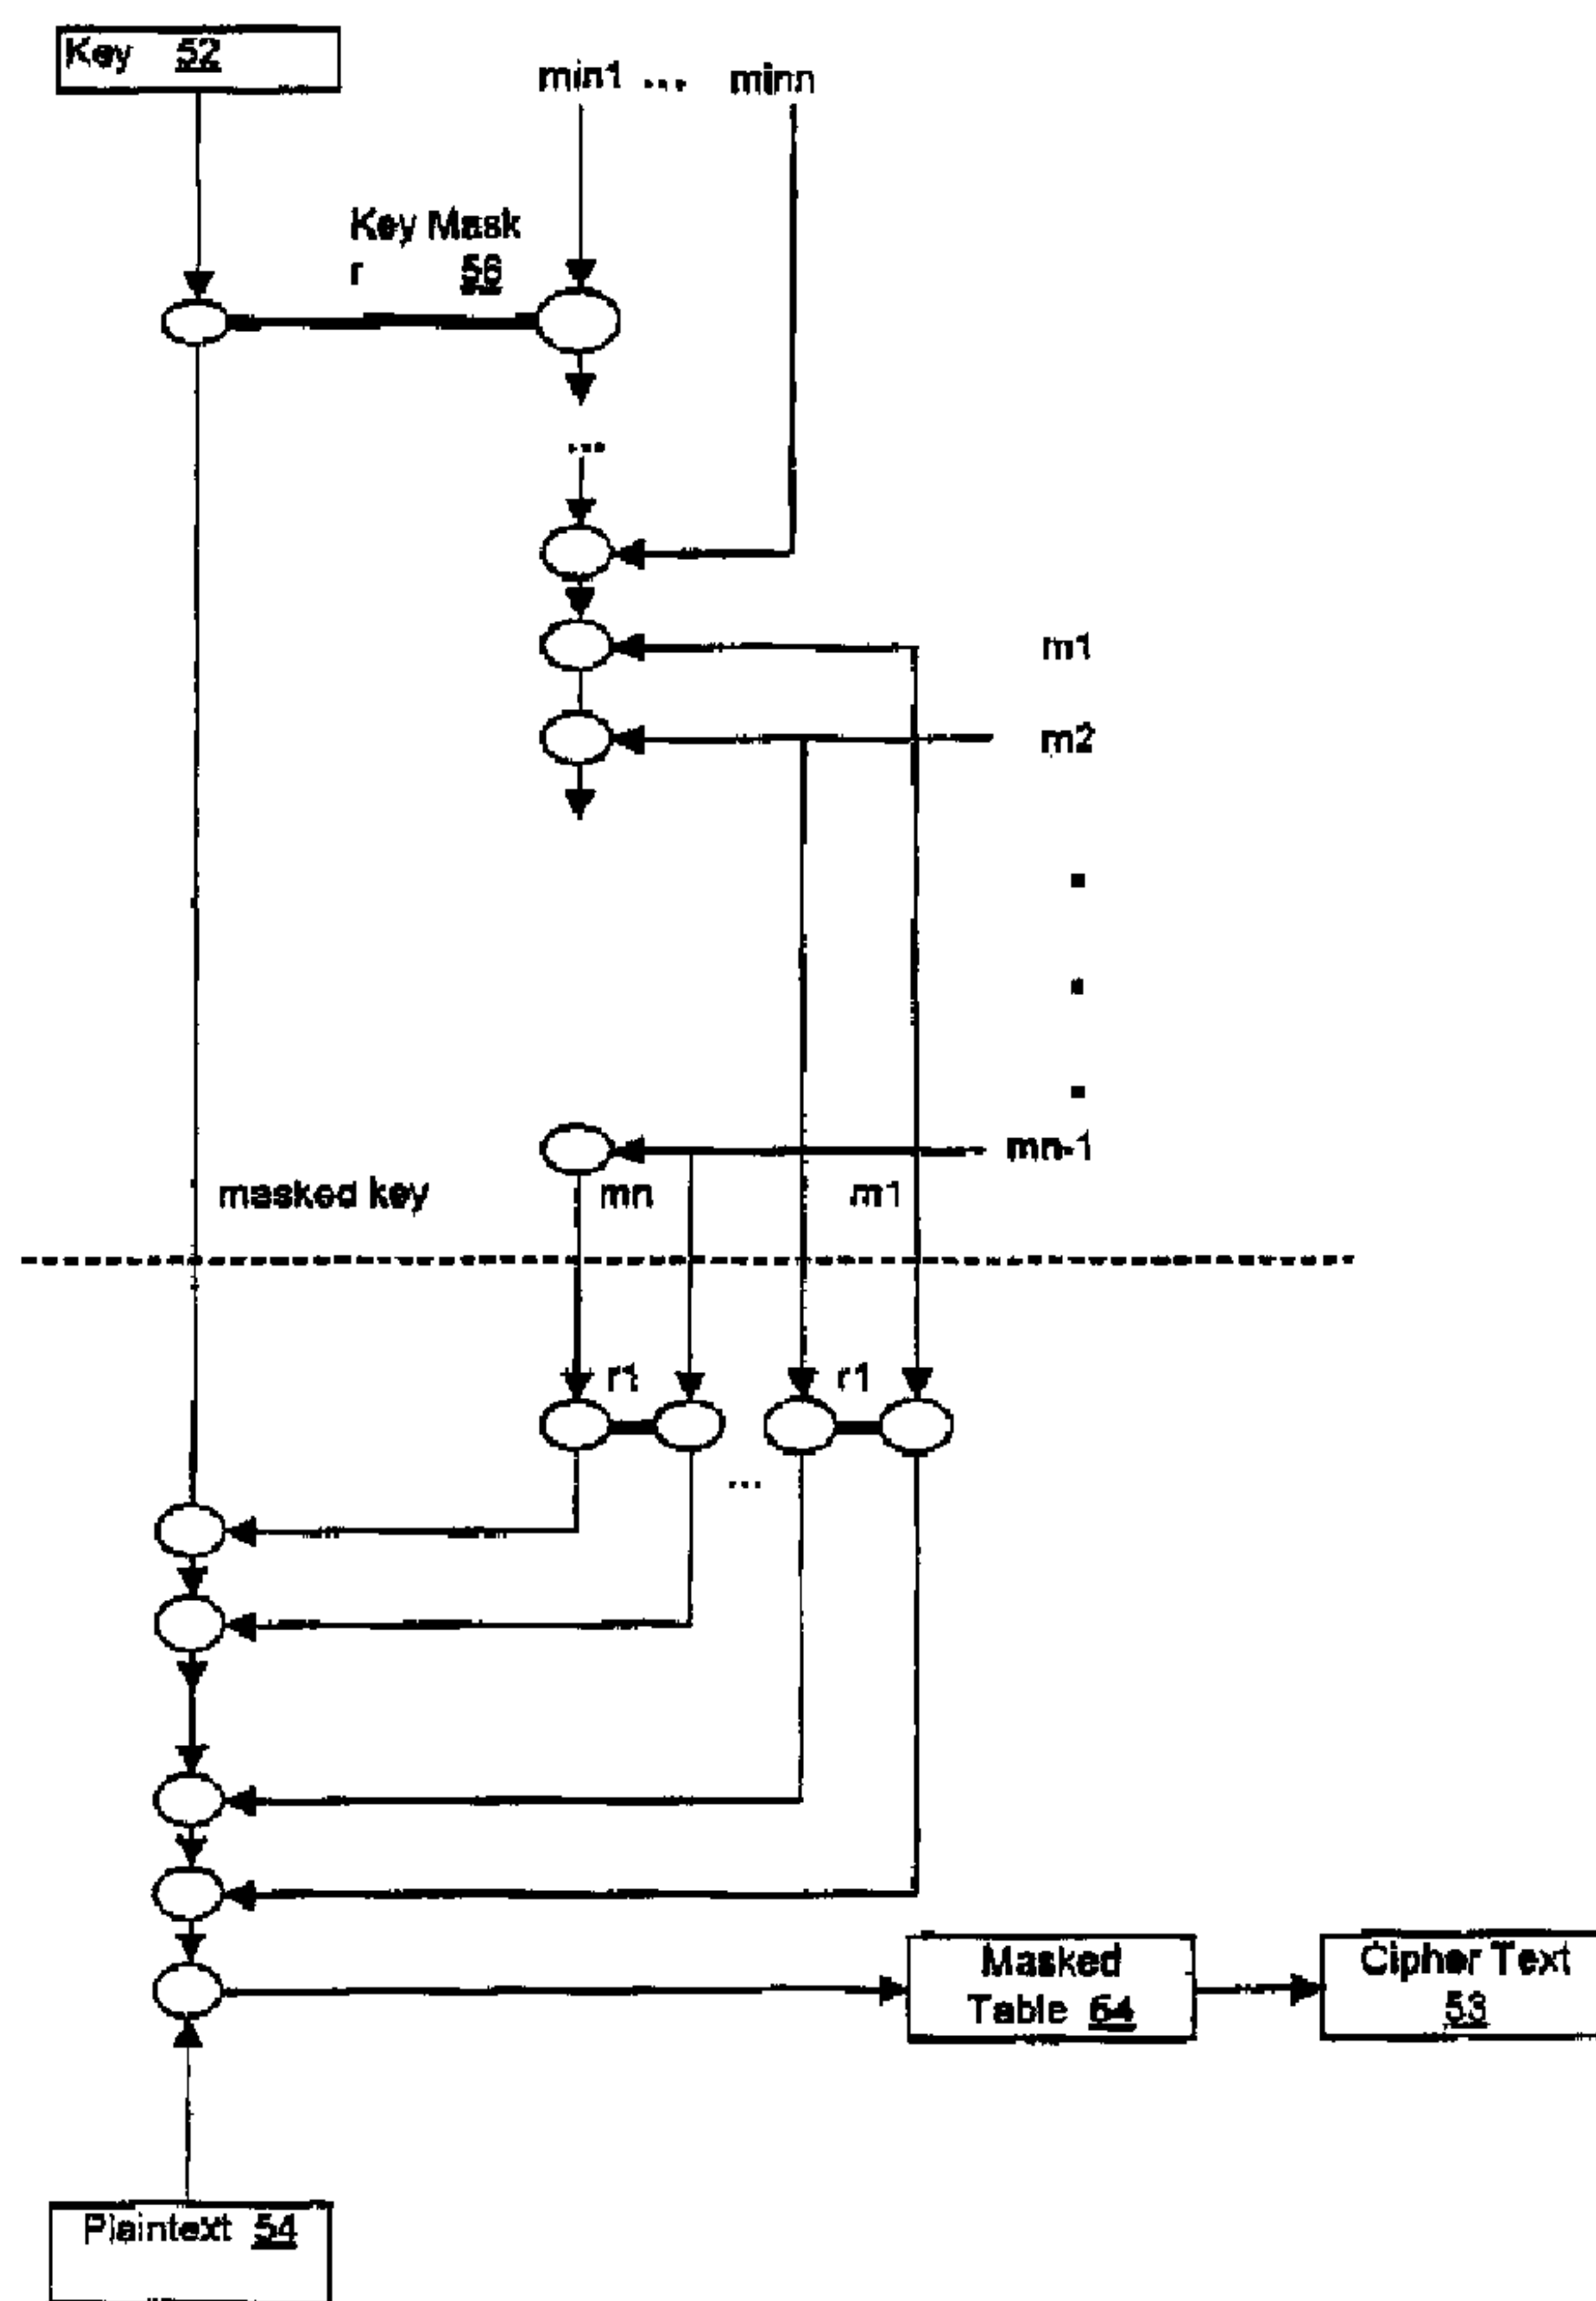 Key 52
min1 ... minn
Key Mask
r 56
...
m1
m2
mn-1
masked key
mn
m1
r1
...
Masked
Table 64
Cipher Text
53
Plaintext 54